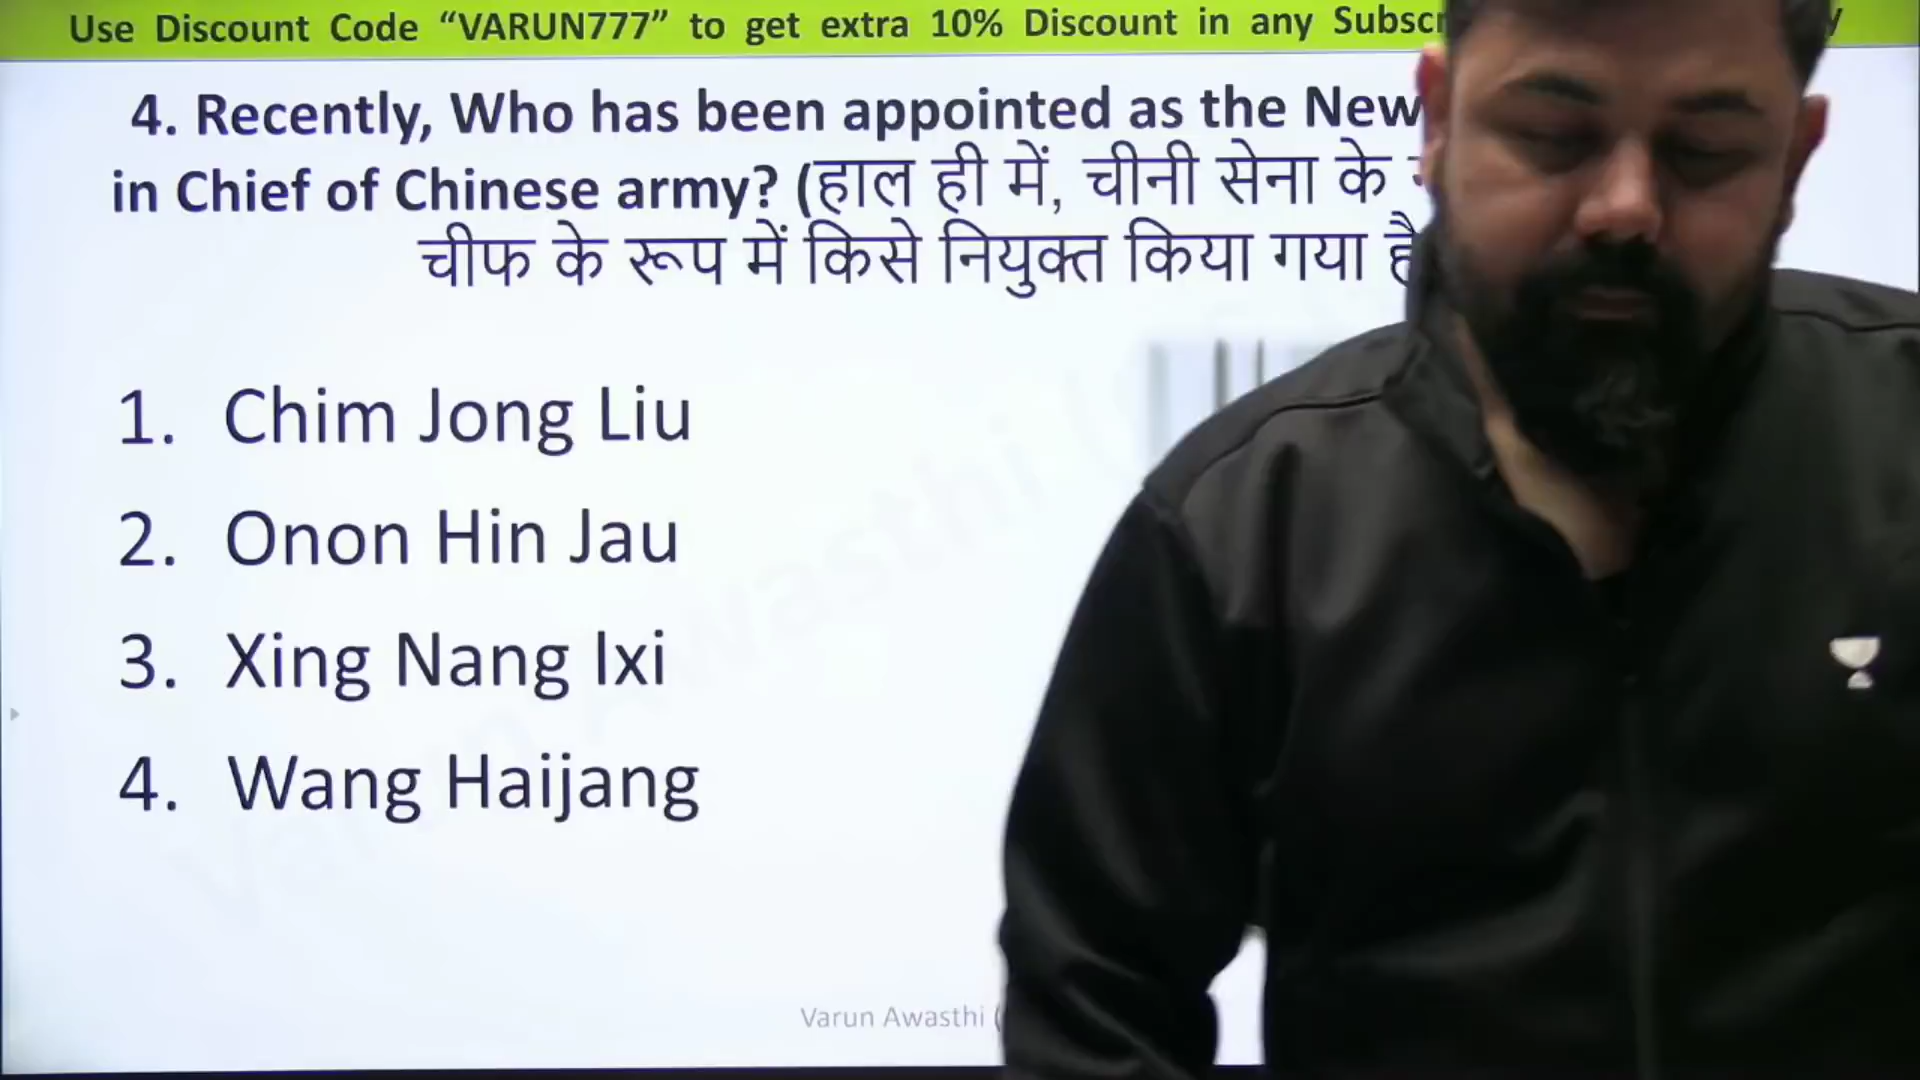 Use Discount Code “VARUN777” to get extra 10% Discount in any
4. Recently, Who has been appointed as the New
in Chief of Chinese army? (हाल ही में, चीनी सेना के
चीफ के रूप में किसे नियुक्त किया गया है
1. Chim Jong Liu
2. Onon Hin Jau
3. Xing Nang Ixi
4. Wang Haijang
Varun Awasthi (